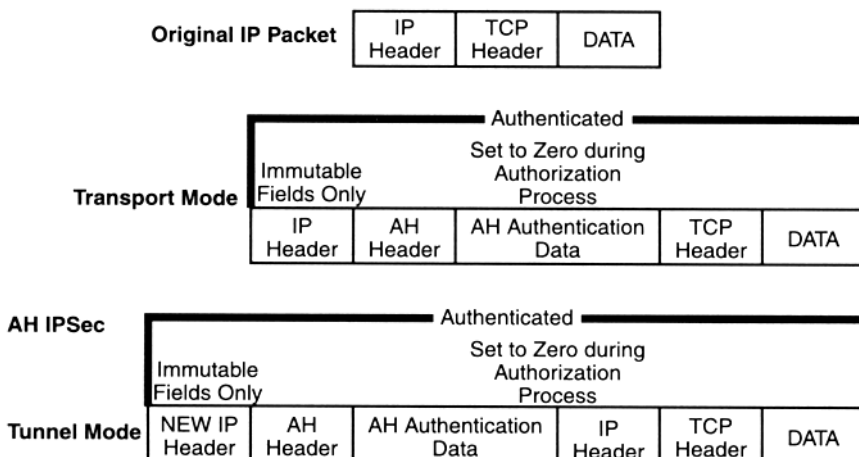 Original IP Packet
IP Header
TCP Header
DATA
Authenticated
Immutable Fields Only
Set to Zero during Authorization Process
Transport Mode
IP Header
AH Header
AH Authentication Data
TCP Header
DATA
AH IPSec
Authenticated
Immutable Fields Only
Set to Zero during Authorization Process
Tunnel Mode
NEW IP Header
AH Header
AH Authentication Data
IP Header
TCP Header
DATA